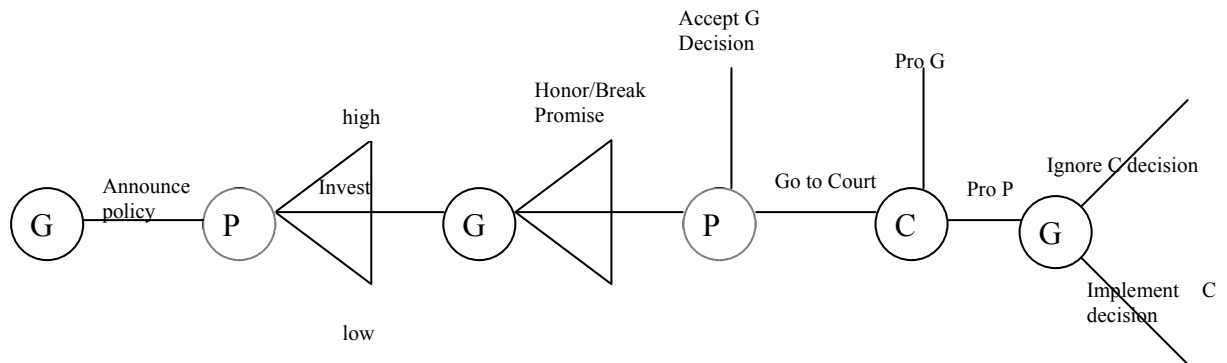 Accept G
Decision
Pro G
Honor/Break
Promise
high
Announce
policy
Invest
Go to Court
Pro P
Ignore C decision
G
P
G
P
C
G
Implement C
decision
low